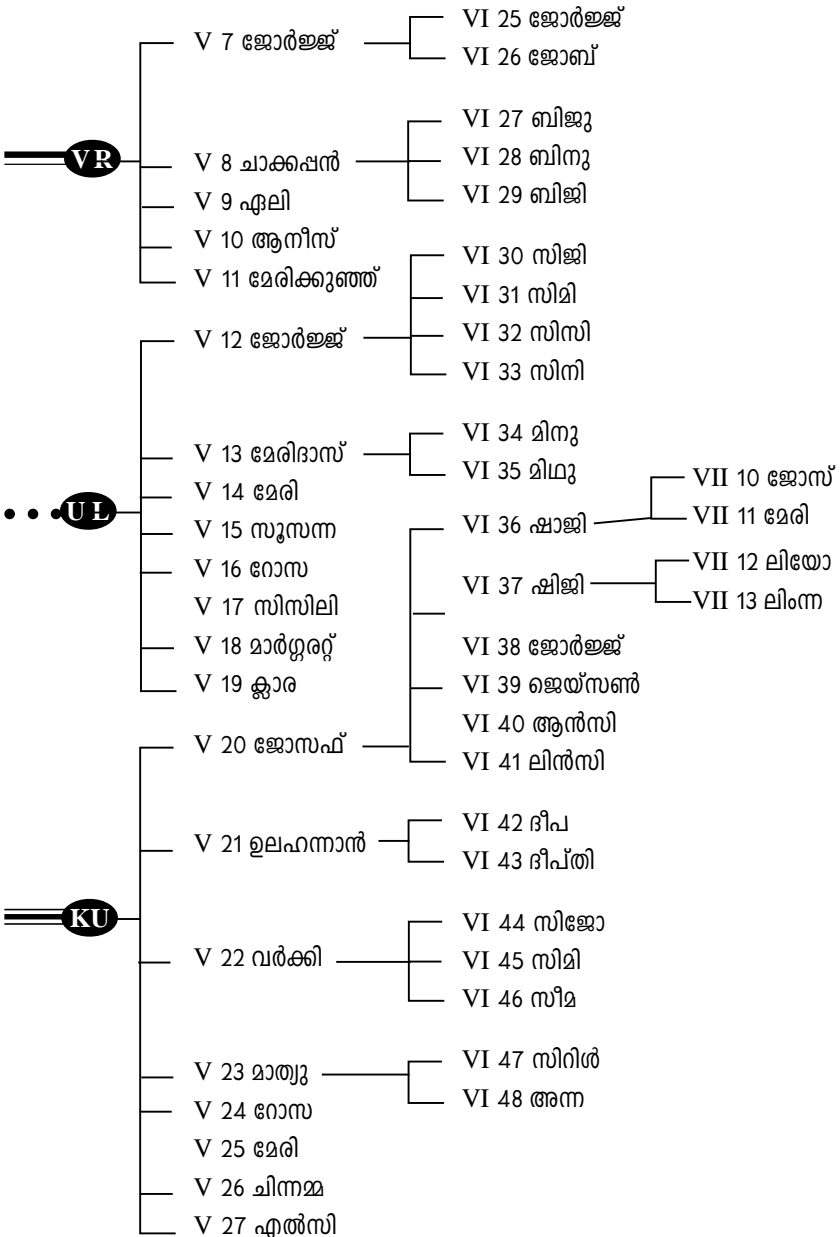 VR
V 7 ജോർജ്ജ്
VI 25 ജോർജ്ജ്
VI 26 ജോബ്
V 8 ചാക്കപ്പൻ
VI 27 ബിജു
VI 28 ബിനു
VI 29 ബിജി
V 9 ഏലി
V 10 ആനീസ്
V 11 മേരിക്കുഞ്ഞ്
UL
V 12 ജോർജ്ജ്
VI 30 സിജി
VI 31 സിമി
VI 32 സിസി
VI 33 സിനി
V 13 മേരിദാസ്
VI 34 മിനു
VI 35 മിഥു
V 14 മേരി
V 15 സൂസന്ന
V 16 റോസ
V 17 സിസിലി
V 18 മാർഗ്ഗരറ്റ്
V 19 ക്ലാര
KU
V 20 ജോസഫ്
VI 36 ഷാജി
VII 10 ജോസ്
VII 11 മേരി
VI 37 ഷിജി
VII 12 ലിയോ
VII 13 ലിംന്ന
VI 38 ജോർജ്ജ്
VI 39 ജെയ്സൺ
VI 40 ആൻസി
VI 41 ലിൻസി
V 21 ഉലഹന്നാൻ
VI 42 ദീപ
VI 43 ദീപ്തി
V 22 വർക്കി
VI 44 സിജോ
VI 45 സിമി
VI 46 സീമ
V 23 മാത്യു
VI 47 സിറിൾ
VI 48 അന്ന
V 24 റോസ
V 25 മേരി
V 26 ചിന്നമ്മ
V 27 എൽസി